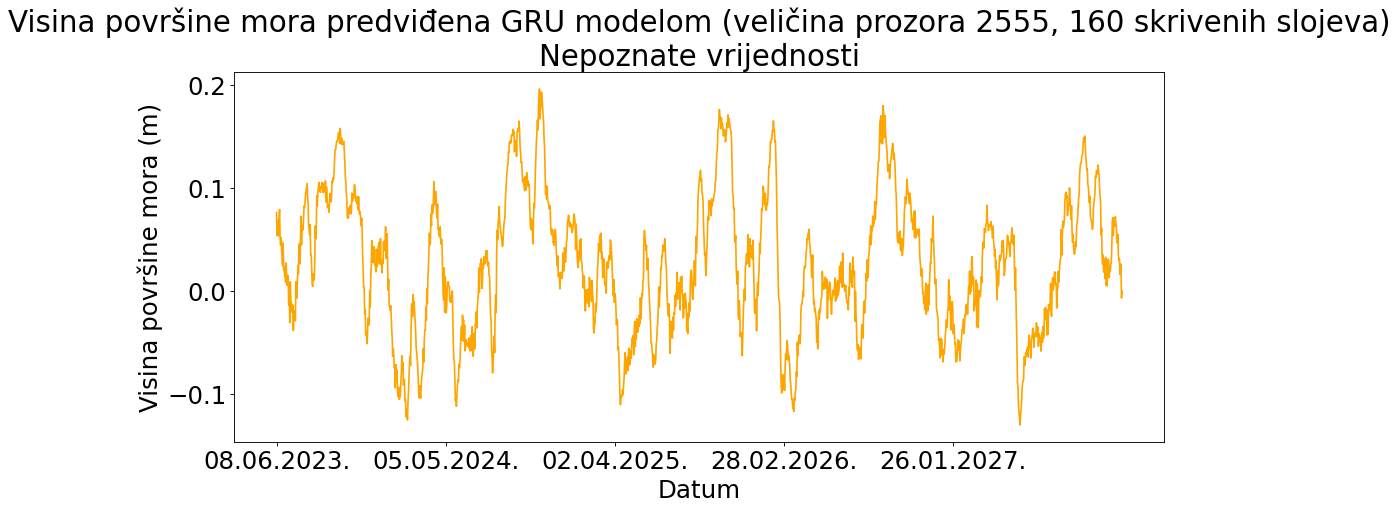 Visina površine mora predviđena GRU modelom (veličina prozora 2555, 160 skrivenih slojeva)
Nepoznate vrijednosti
Visina površine mora (m)
0.2
0.1
0.0
−0.1
08.06.2023. 05.05.2024. 02.04.2025. 28.02.2026. 26.01.2027.
Datum